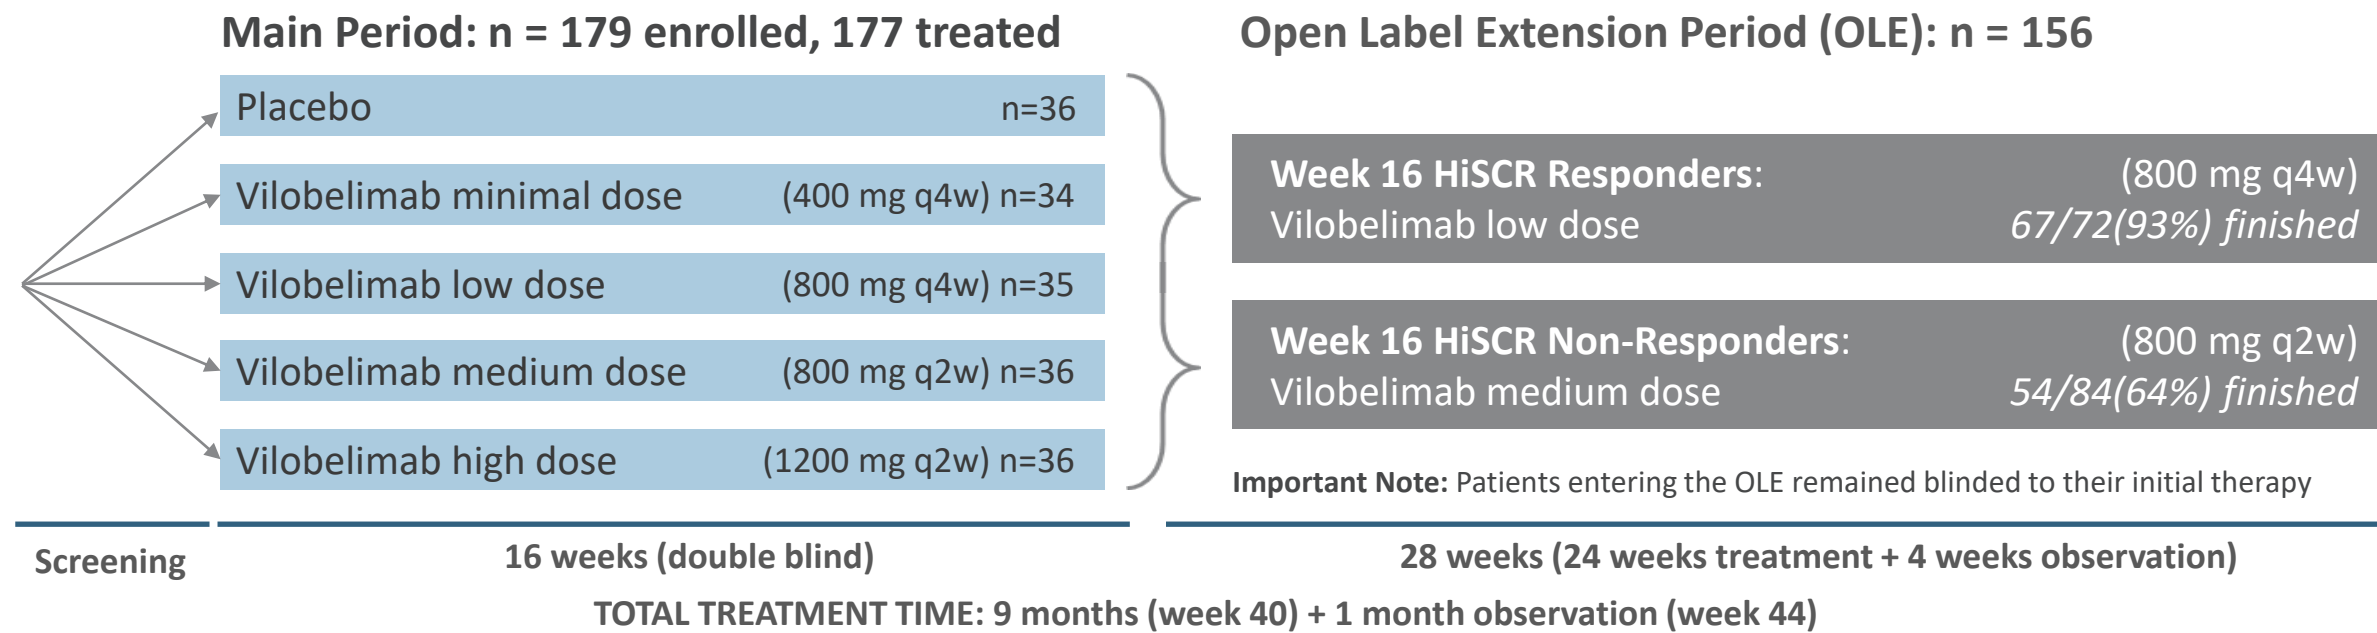 Main Period: n = 179 enrolled, 177 treated
Placebo n=36
Vilobelimab minimal dose (400 mg q4w) n=34
Vilobelimab low dose (800 mg q4w) n=35
Vilobelimab medium dose (800 mg q2w) n=36
Vilobelimab high dose (1200 mg q2w) n=36
Open Label Extension Period (OLE): n = 156
Week 16 HiSCR Responders: (800 mg q4w)
Vilobelimab low dose 67/72(93%) finished
Week 16 HiSCR Non-Responders: (800 mg q2w)
Vilobelimab medium dose 54/84(64%) finished
Important Note: Patients entering the OLE remained blinded to their initial therapy
Screening
16 weeks (double blind)
28 weeks (24 weeks treatment + 4 weeks observation)
TOTAL TREATMENT TIME: 9 months (week 40) + 1 month observation (week 44)